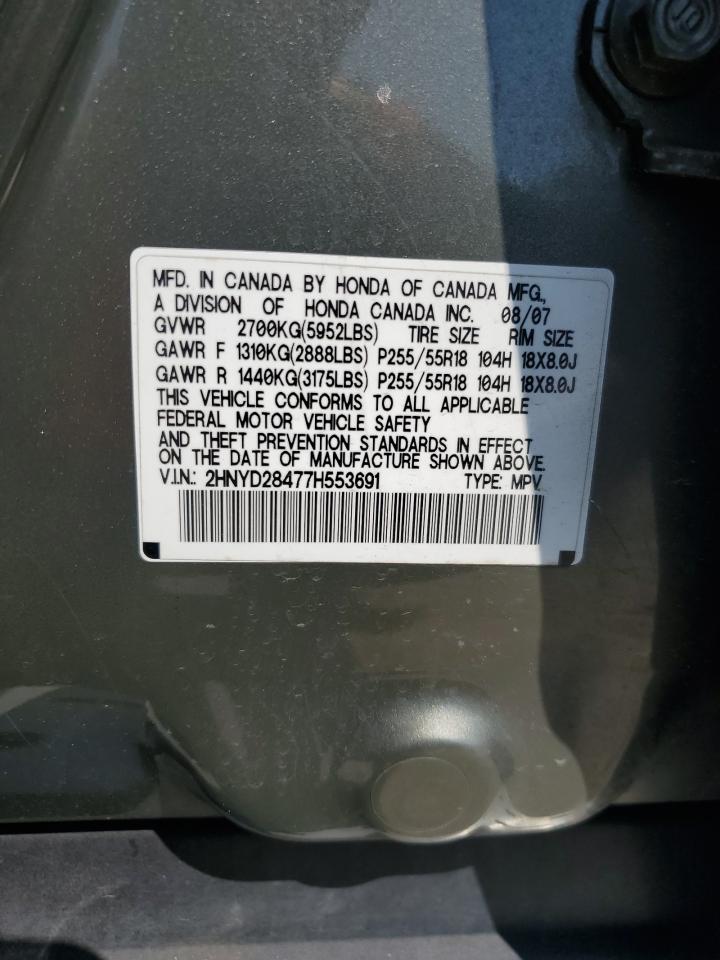 MFD. IN CANADA BY HONDA OF CANADA MFG.,
A DIVISION OF HONDA CANADA INC. 08/07
GVWR 2700KG(5952LBS) TIRE SIZE RIM SIZE
GAWR F 1310KG(2888LBS) P255/55R18 104H 18X8.0J
GAWR R 1440KG(3175LBS) P255/55R18 104H 18X8.0J
THIS VEHICLE CONFORMS TO ALL APPLICABLE
FEDERAL MOTOR VEHICLE SAFETY
AND THEFT PREVENTION STANDARDS IN EFFECT
ON THE DATE OF MANUFACTURE SHOWN ABOVE.
V.I.N.: 2HNYD28477H553691 TYPE: MPV